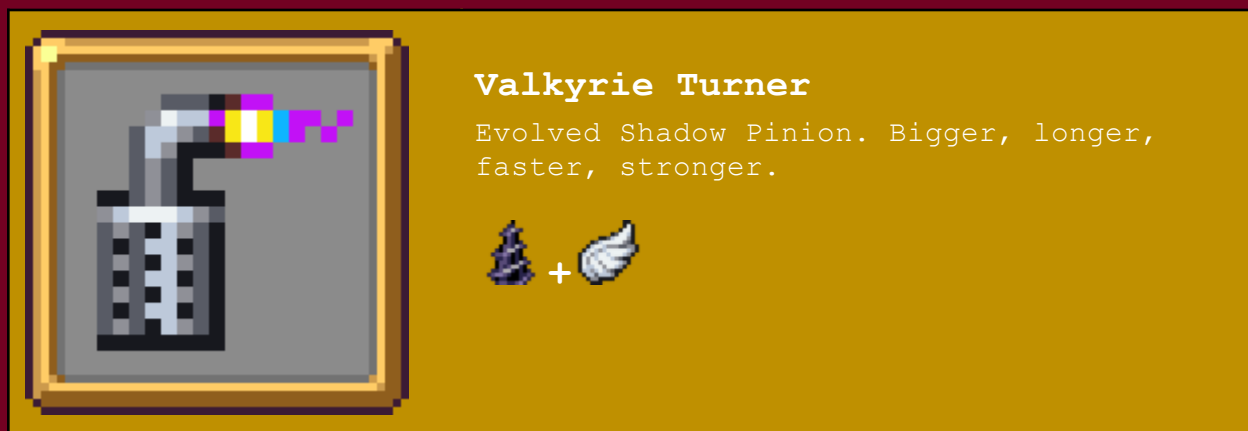 Valkyrie Turner
Evolved Shadow Pinion. Bigger, longer,
faster, stronger.
+